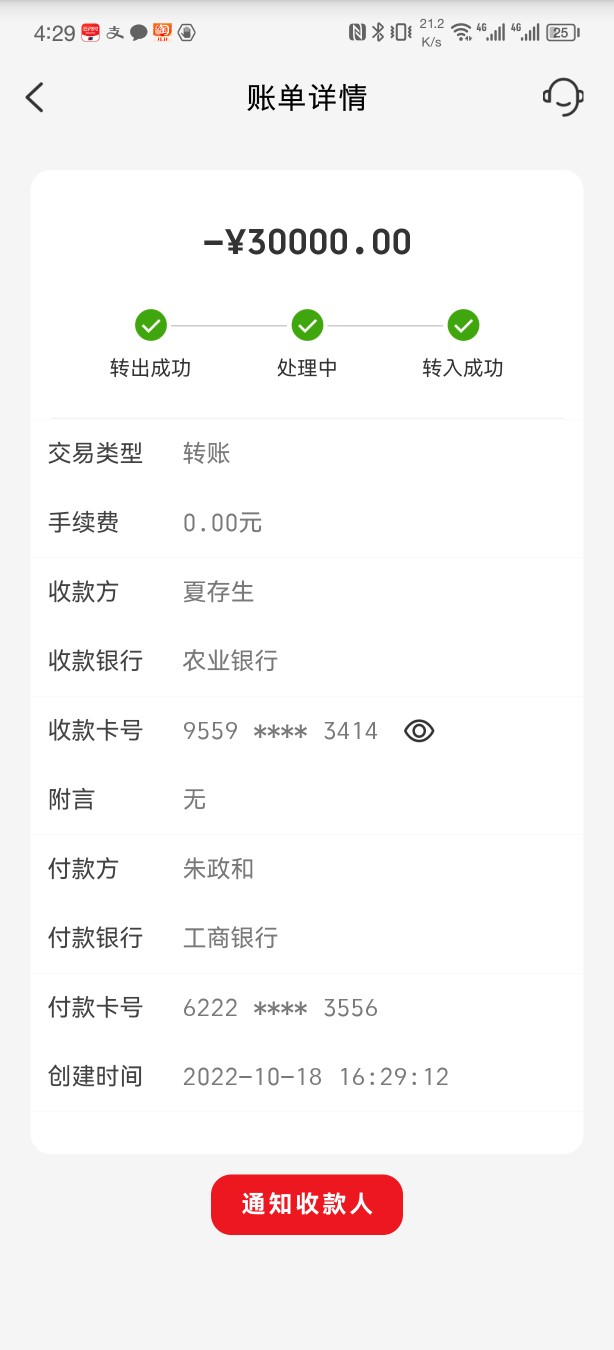 4:29 21.2 K/s 4G 4G 25
账单详情
-¥30000.00
转出成功 处理中 转入成功
交易类型 转账
手续费 0.00元
收款方 夏存生
收款银行 农业银行
收款卡号 9559 **** 3414
附言 无
付款方 朱政和
付款银行 工商银行
付款卡号 6222 **** 3556
创建时间 2022-10-18 16:29:12
通知收款人